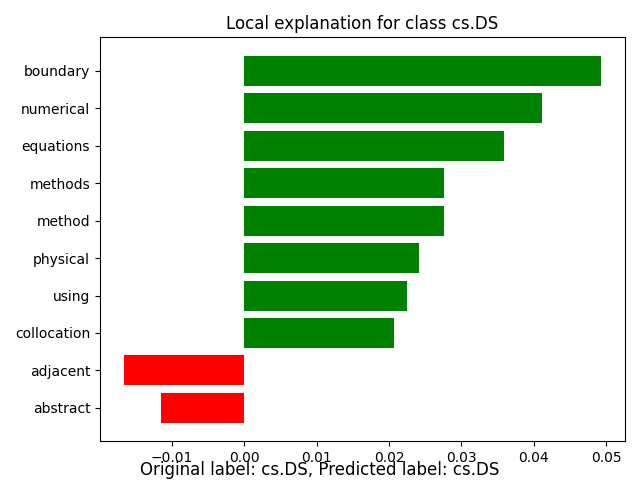 Local explanation for class cs.DS
boundary
numerical
equations
methods
method
physical
using
collocation
adjacent
abstract
−0.01 0.00 0.01 0.02 0.03 0.04 0.05
Original label: cs.DS, Predicted label: cs.DS